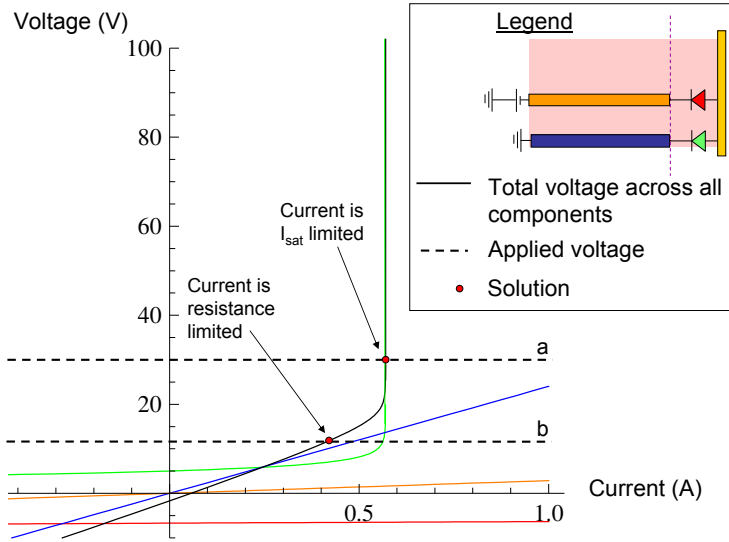 Voltage (V)
Legend
100
80
60
40
20
Current is
I_sat limited
Current is
resistance
limited
Total voltage across all
components
Applied voltage
Solution
a
b
0.5
1.0
Current (A)